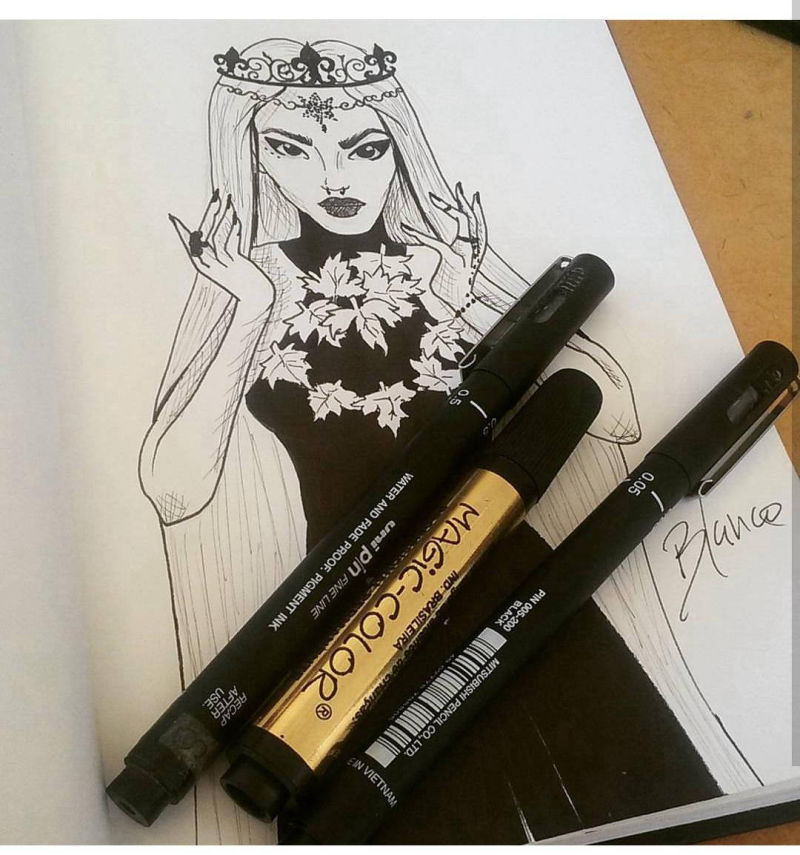 0.5
WATER AND FADE PROOF. PIGMENT INK
uni pin FINE LINE
RECAP
AFTER
USE.
MAGIC-COLOR®
IND. BRASILEIRA
0.05
PIN 005-200
BLACK
MITSUBISHI PENCIL CO., LTD.
E IN VIETNAM
Blanco